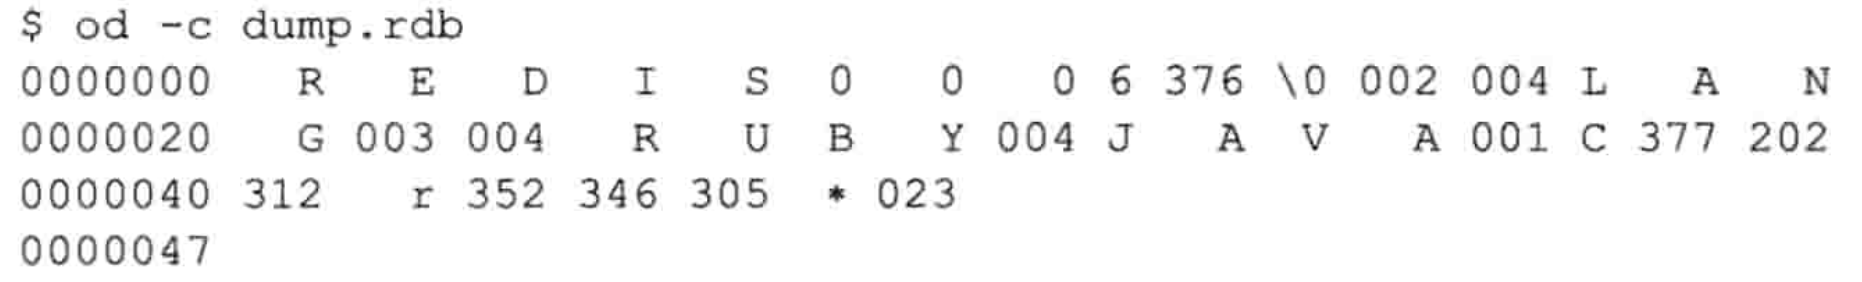 $ od -c dump.rdb
0000000 R E D I S 0 0 0 6 376 \0 002 004 L A N
0000020 G 003 004 R U B Y 004 J A V A 001 C 377 202
0000040 312 r 352 346 305 * 023
0000047